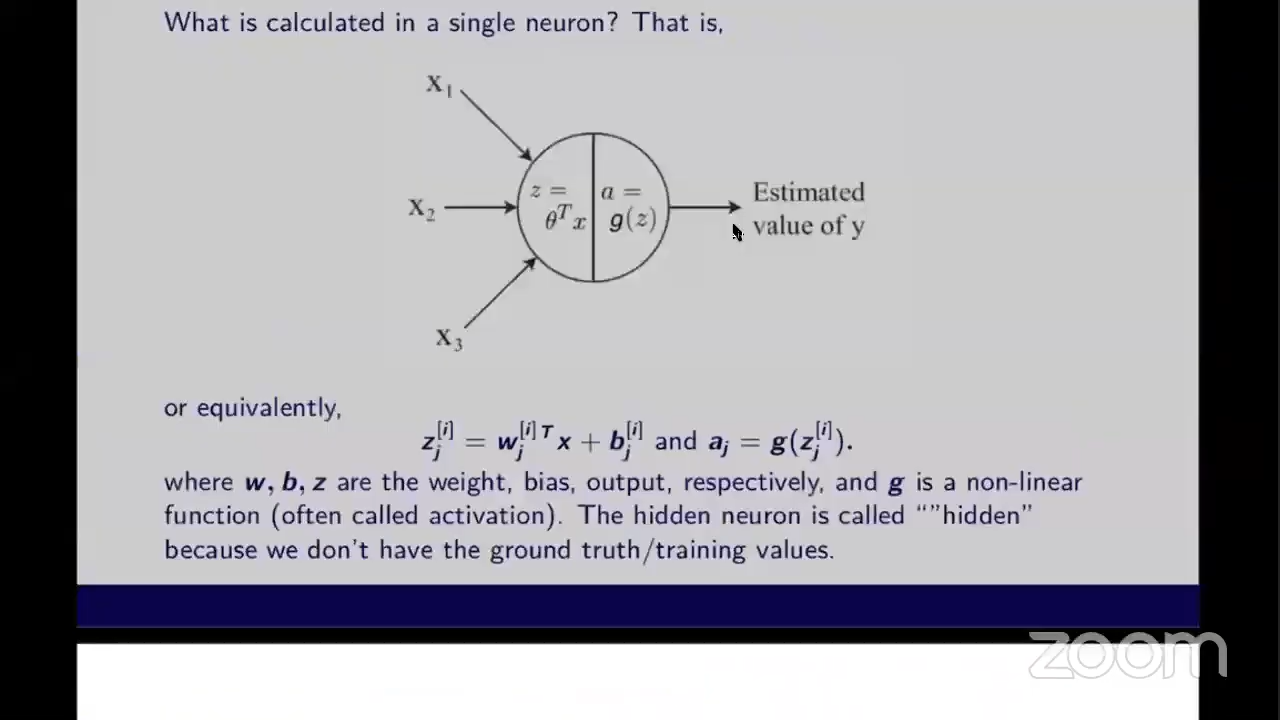 What is calculated in a single neuron? That is,
X₁
X₂
X₃
z =
θᵀx
a =
g(z)
Estimated
value of y
or equivalently,
z_j^{[i]} = w_j^{[i]T} x + b_j^{[i]} and a_j = g(z_j^{[i]}).
where w, b, z are the weight, bias, output, respectively, and g is a non-linear
function (often called activation). The hidden neuron is called “”hidden”
because we don't have the ground truth/training values.
zoom